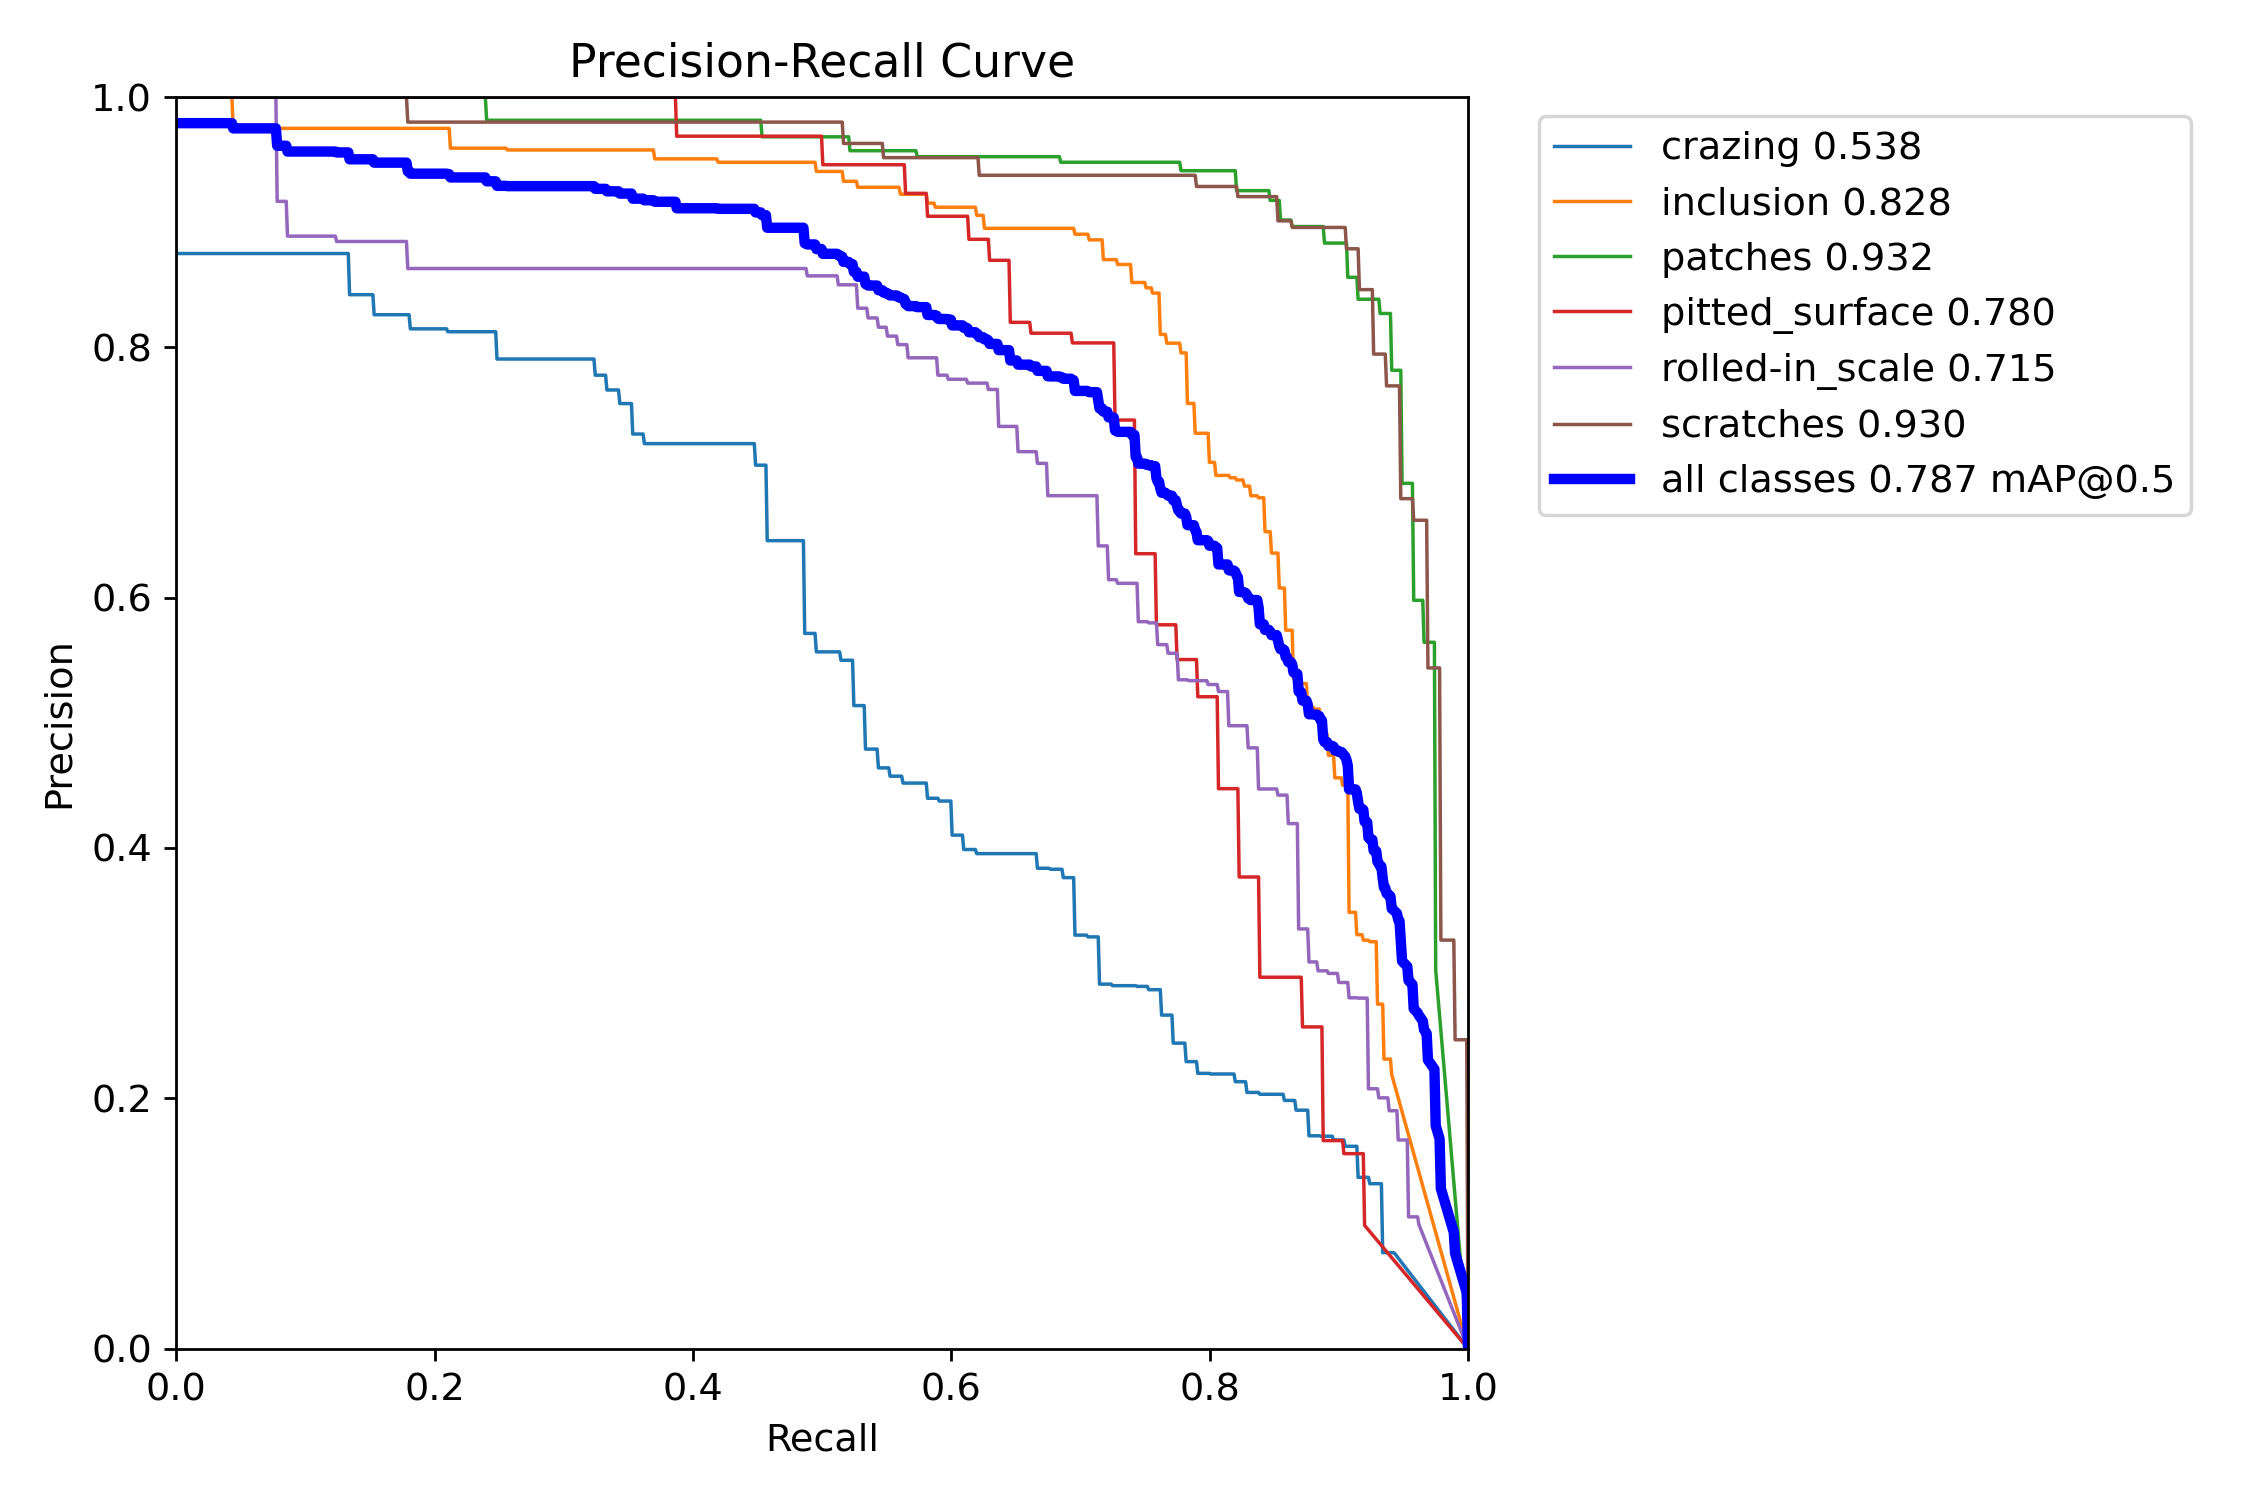 Precision-Recall Curve
1.0
0.8
0.6
0.4
0.2
0.0
Precision
0.0 0.2 0.4 0.6 0.8 1.0
Recall
crazing 0.538
inclusion 0.828
patches 0.932
pitted_surface 0.780
rolled-in_scale 0.715
scratches 0.930
all classes 0.787 mAP@0.5